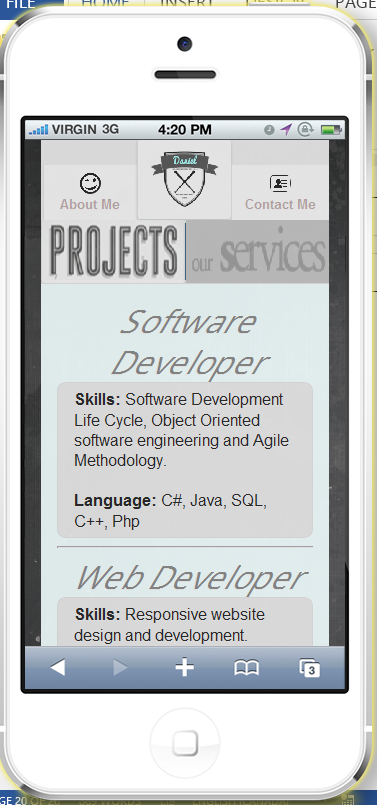 FILE HOME INSERT DESIGN PAGE
VIRGIN 3G 4:20 PM
Daniel
About Me Contact Me
PROJECTS our services
Software
Developer
Skills: Software Development
Life Cycle, Object Oriented
software engineering and Agile
Methodology.
Language: C#, Java, SQL,
C++, Php
Web Developer
Skills: Responsive website
design and development.
3